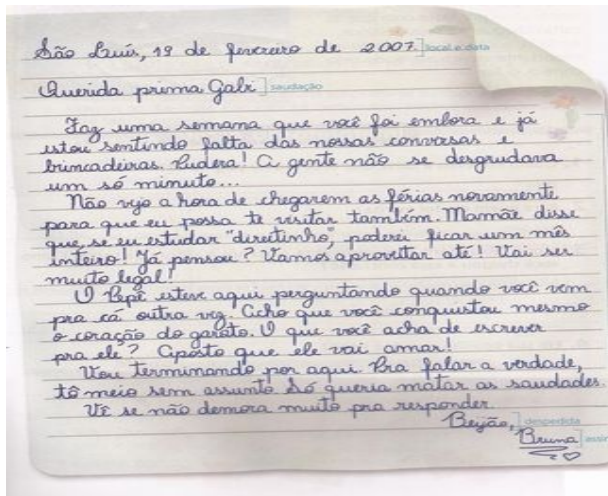 São Luís, 19 de fevereiro de 2007. local e data
Querida prima Gabi saudação
Faz uma semana que você foi embora e já
estou sentindo falta das nossas conversas e
brincadeiras. Pudera! A gente não se desgrudava
um só minuto...
Não vejo a hora de chegarem as férias novamente
para que eu possa te visitar também. Mamãe disse
que, se eu estudar "direitinho", poderei ficar um mês
inteiro! Já pensou? Vamos aproveitar até! Vai ser
muito legal!
O Pepê esteve aqui perguntando quando você vem
pra cá outra vez. Acho que você conquistou mesmo
o coração do garoto. O que você acha de escrever
pra ele? Aposto que ele vai amar!
Vou terminando por aqui. Pra falar a verdade,
tô meio sem assunto. Só queria matar as saudades.
Vê se não demora muito pra responder.
Beijão, despedida
Bruna